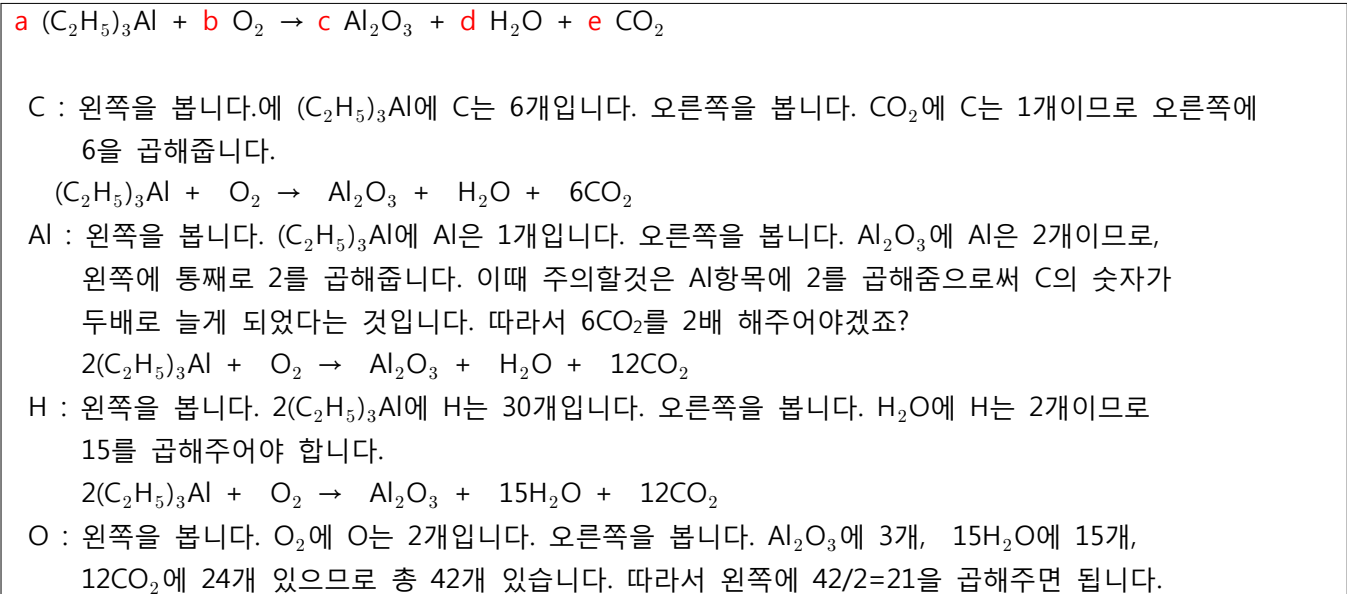 a (C₂H₅)₃Al + b O₂ → c Al₂O₃ + d H₂O + e CO₂
C : 왼쪽을 봅니다.에 (C₂H₅)₃Al에 C는 6개입니다. 오른쪽을 봅니다. CO₂에 C는 1개이므로 오른쪽에
6을 곱해줍니다.
(C₂H₅)₃Al + O₂ → Al₂O₃ + H₂O + 6CO₂
Al : 왼쪽을 봅니다. (C₂H₅)₃Al에 Al은 1개입니다. 오른쪽을 봅니다. Al₂O₃에 Al은 2개이므로,
왼쪽에 통째로 2를 곱해줍니다. 이때 주의할것은 Al항목에 2를 곱해줌으로써 C의 숫자가
두배로 늘게 되었다는 것입니다. 따라서 6CO₂를 2배 해주어야겠죠?
2(C₂H₅)₃Al + O₂ → Al₂O₃ + H₂O + 12CO₂
H : 왼쪽을 봅니다. 2(C₂H₅)₃Al에 H는 30개입니다. 오른쪽을 봅니다. H₂O에 H는 2개이므로
15를 곱해주어야 합니다.
2(C₂H₅)₃Al + O₂ → Al₂O₃ + 15H₂O + 12CO₂
O : 왼쪽을 봅니다. O₂에 O는 2개입니다. 오른쪽을 봅니다. Al₂O₃에 3개, 15H₂O에 15개,
12CO₂에 24개 있으므로 총 42개 있습니다. 따라서 왼쪽에 42/2=21을 곱해주면 됩니다.